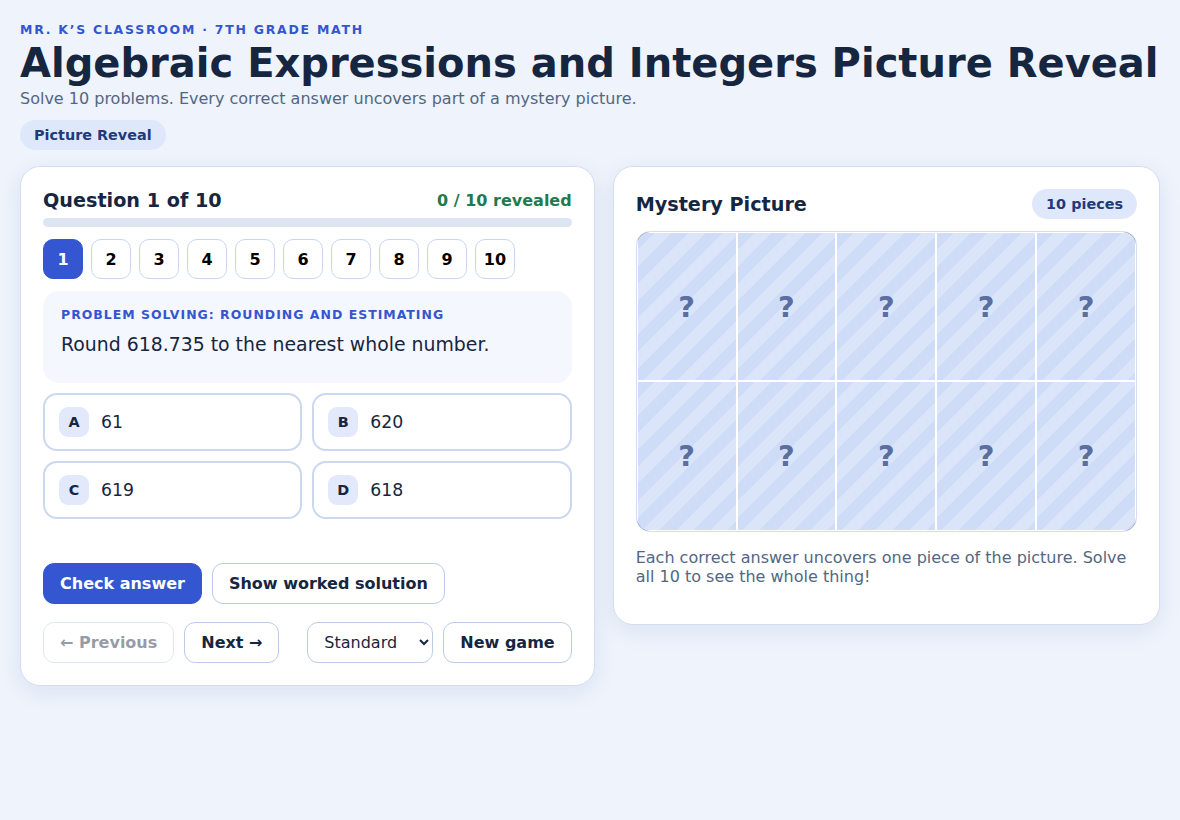 MR. K’S CLASSROOM · 7TH GRADE MATH
Algebraic Expressions and Integers Picture Reveal
Solve 10 problems. Every correct answer uncovers part of a mystery picture.
Picture Reveal
Question 1 of 10
0 / 10 revealed
1 2 3 4 5 6 7 8 9 10
PROBLEM SOLVING: ROUNDING AND ESTIMATING
Round 618.735 to the nearest whole number.
A 61
B 620
C 619
D 618
Check answer
Show worked solution
← Previous
Next →
Standard
New game
Mystery Picture
10 pieces
? ? ? ? ?
? ? ? ? ?
Each correct answer uncovers one piece of the picture. Solve
all 10 to see the whole thing!